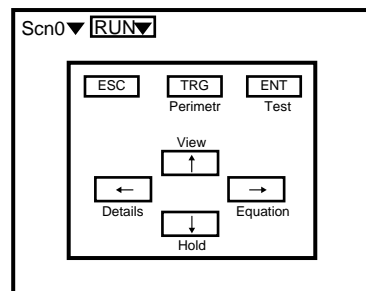 Scn0▼ RUN▼
ESC TRG ENT
Perimetr Test
View
↑
← →
Details Equation
↓
Hold